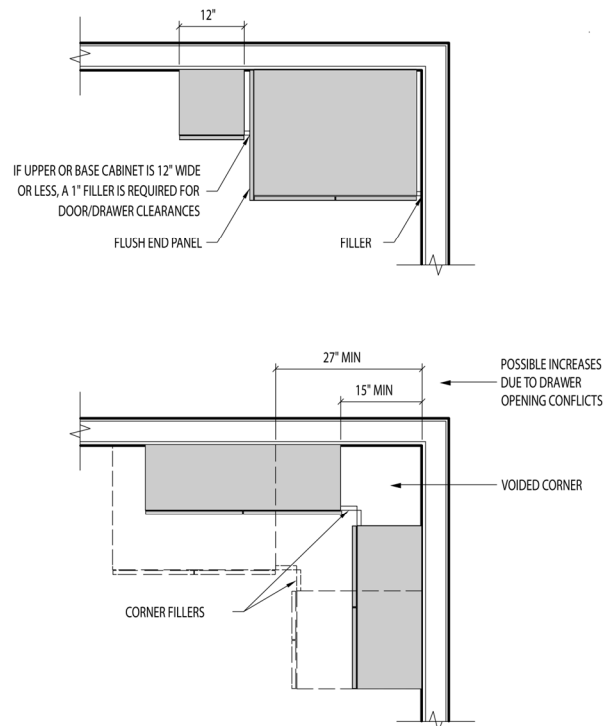 12"
IF UPPER OR BASE CABINET IS 12" WIDE
OR LESS, A 1" FILLER IS REQUIRED FOR
DOOR/DRAWER CLEARANCES
FLUSH END PANEL
FILLER
27" MIN
15" MIN
POSSIBLE INCREASES
DUE TO DRAWER
OPENING CONFLICTS
VOIDED CORNER
CORNER FILLERS